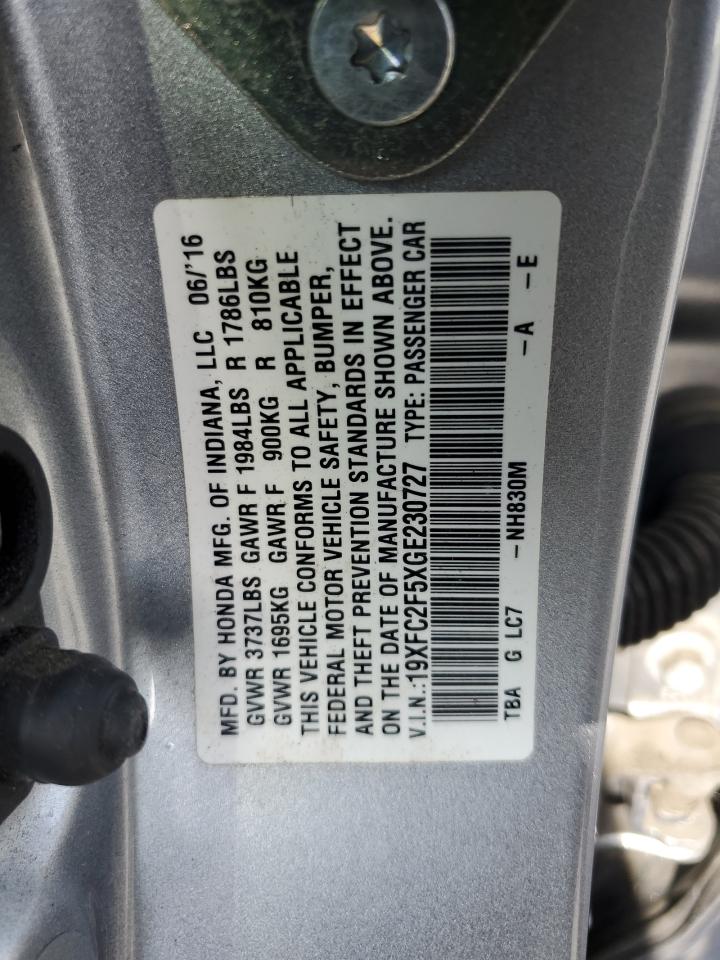 MFD. BY HONDA MFG. OF INDIANA, LLC 06/'16
GVWR 3737LBS GAWR F 1984LBS R 1786LBS
GVWR 1695KG GAWR F 900KG R 810KG
THIS VEHICLE CONFORMS TO ALL APPLICABLE
FEDERAL MOTOR VEHICLE SAFETY, BUMPER,
AND THEFT PREVENTION STANDARDS IN EFFECT
ON THE DATE OF MANUFACTURE SHOWN ABOVE.
V.I.N.:19XFC2F5XGE230727 TYPE: PASSENGER CAR
TBA G LC7 -NH830M -A -E